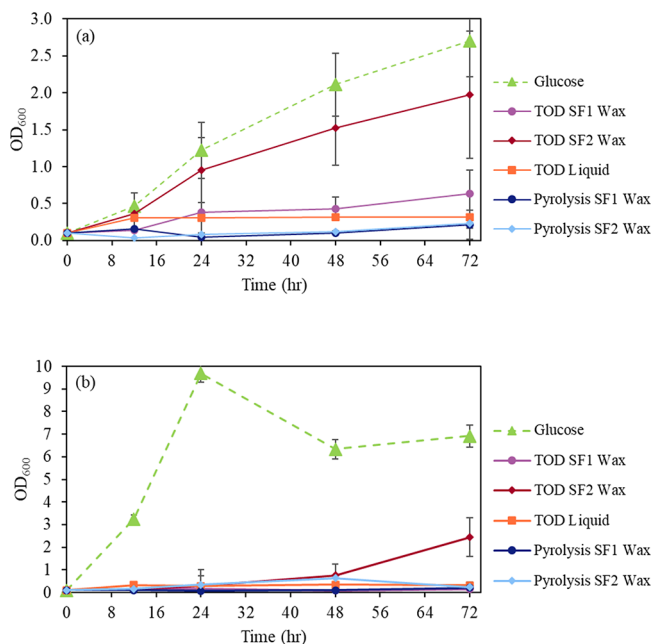 (a)
3.0
2.5
2.0
1.5
1.0
0.5
0.0
OD600
0 8 16 24 32 40 48 56 64 72
Time (hr)
Glucose
TOD SF1 Wax
TOD SF2 Wax
TOD Liquid
Pyrolysis SF1 Wax
Pyrolysis SF2 Wax
(b)
10
9
8
7
6
5
4
3
2
1
0
OD600
0 8 16 24 32 40 48 56 64 72
Time (hr)
Glucose
TOD SF1 Wax
TOD SF2 Wax
TOD Liquid
Pyrolysis SF1 Wax
Pyrolysis SF2 Wax